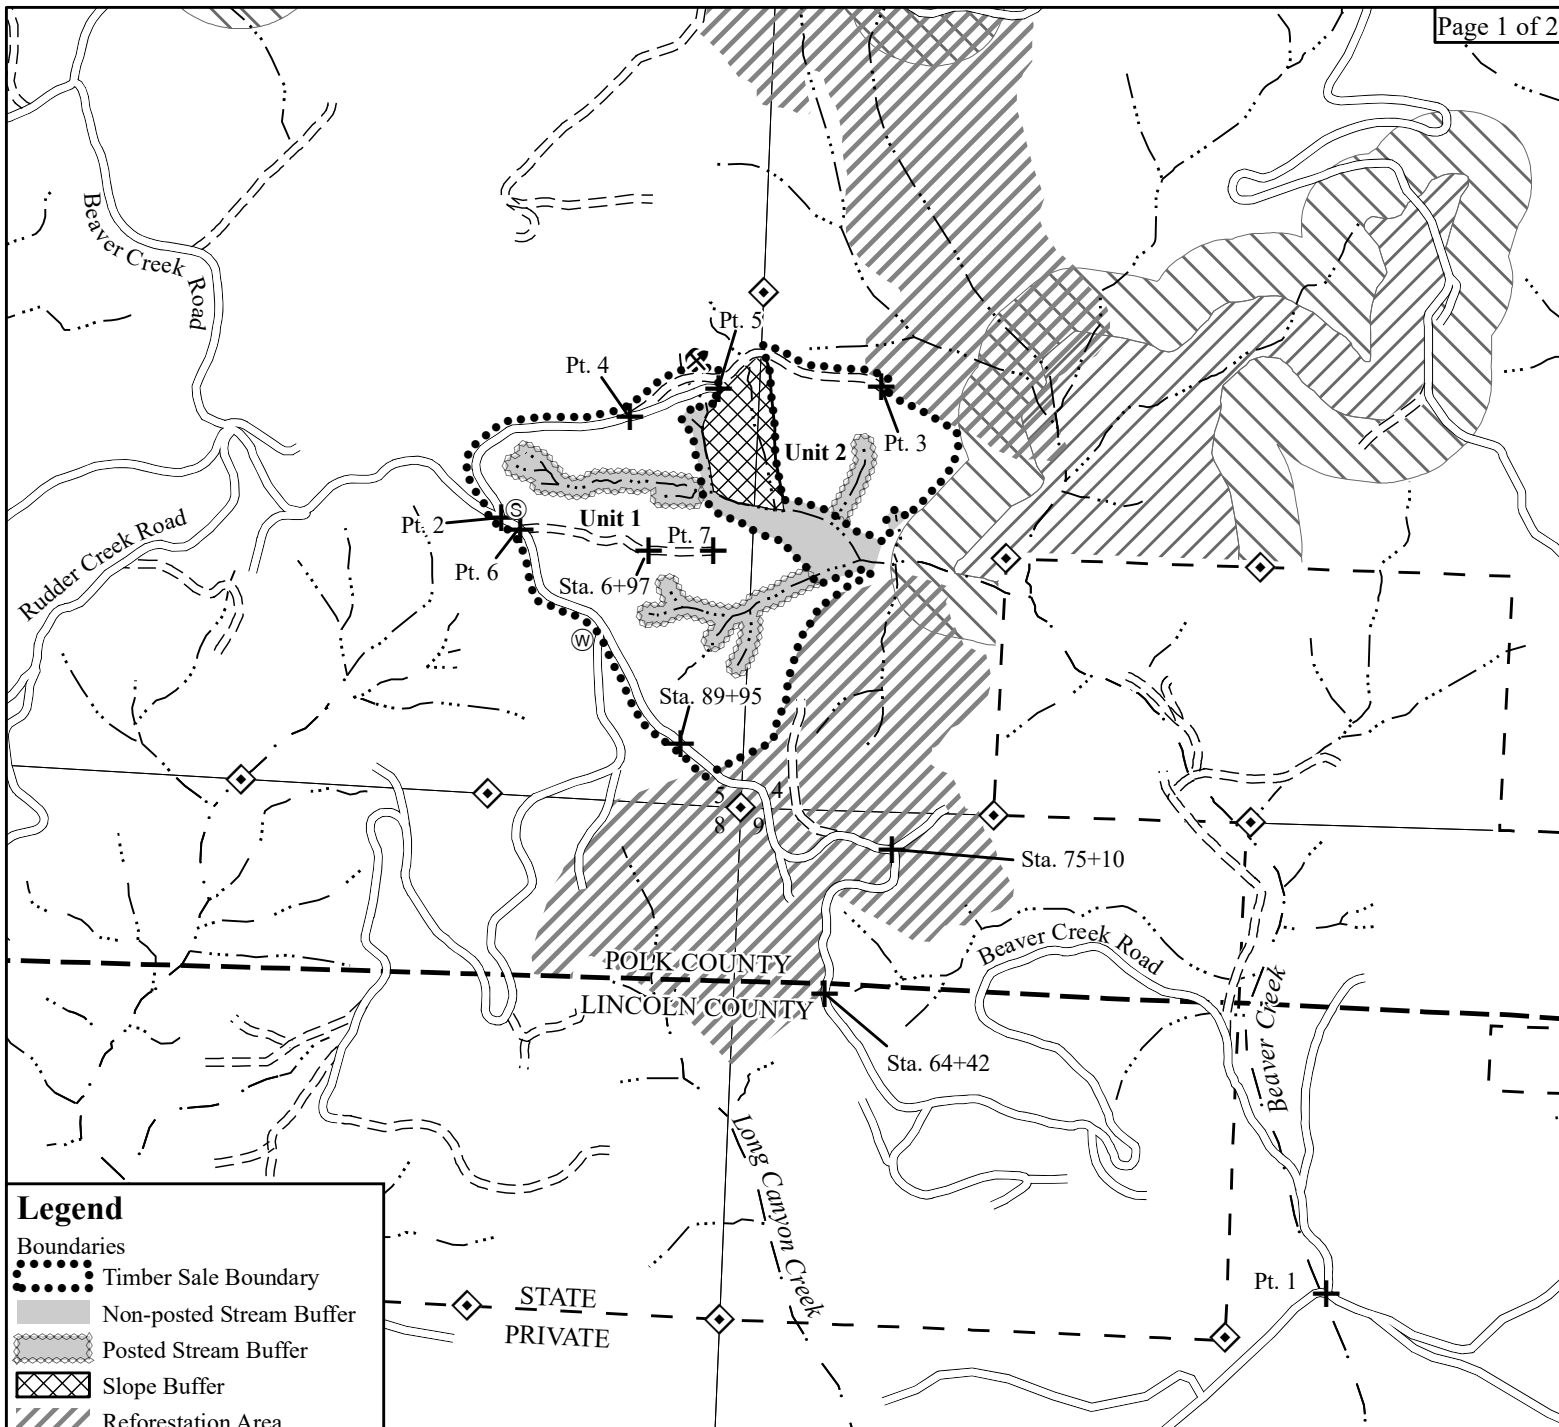 Page 1 of 2
Beaver Creek Road
Pt. 5
Pt. 4
Pt. 3
Unit 2
S
Pt. 2
Unit 1
Pt. 7
Rudder Creek Road
Pt. 6
Sta. 6+97
W
Sta. 89+95
5 4
8 9
Sta. 75+10
Beaver Creek Road
POLK COUNTY
LINCOLN COUNTY
Beaver Creek
Sta. 64+42
Long Canyon Creek
Pt. 1
STATE
PRIVATE
Legend
Boundaries
Timber Sale Boundary
Non-posted Stream Buffer
Posted Stream Buffer
Slope Buffer
Reforestation Area